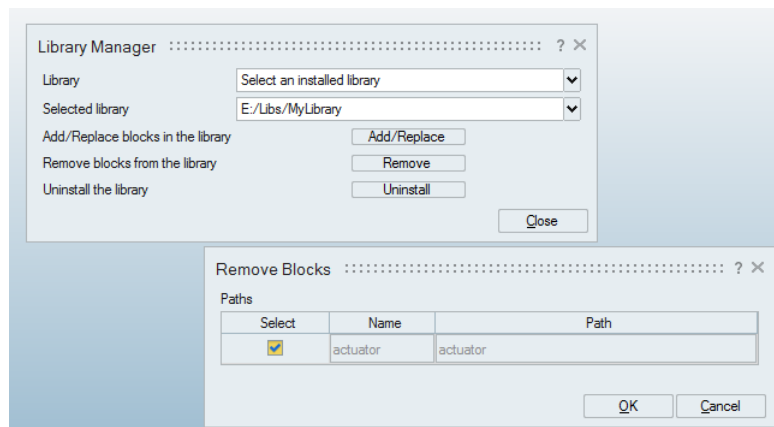 Library Manager ?
Library Select an installed library
Selected library E:/Libs/MyLibrary
Add/Replace blocks in the library Add/Replace
Remove blocks from the library Remove
Uninstall the library Uninstall
Close
Remove Blocks ?
Paths
Select Name Path
actuator actuator
OK Cancel